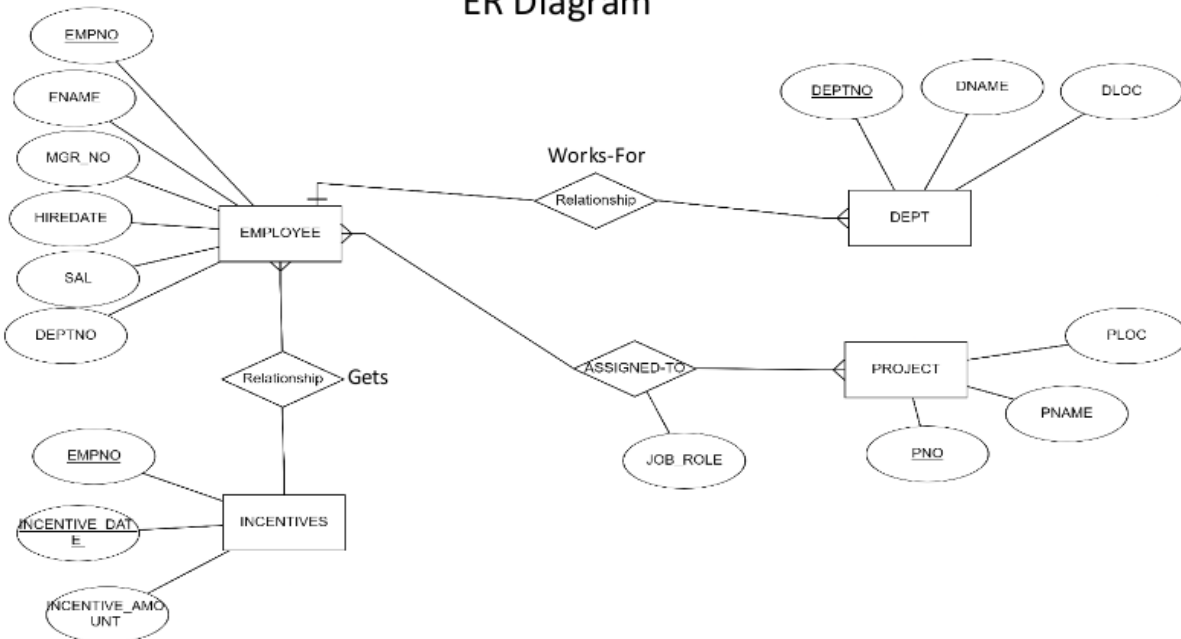 ER Diagram
EMPNO
ENAME
MGR_NO
HIREDATE
SAL
DEPTNO
EMPLOYEE
Works-For
Relationship
DEPTNO
DNAME
DLOC
DEPT
Relationship
Gets
ASSIGNED-TO
JOB_ROLE
PROJECT
PLOC
PNAME
PNO
EMPNO
INCENTIVE_DAT
E
INCENTIVE_AMO
UNT
INCENTIVES